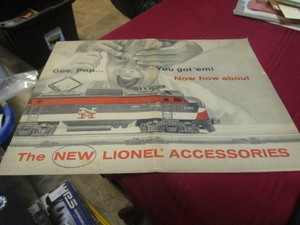 Gee, Pop... You got 'em!
Now how about
The NEW LIONEL ACCESSORIES